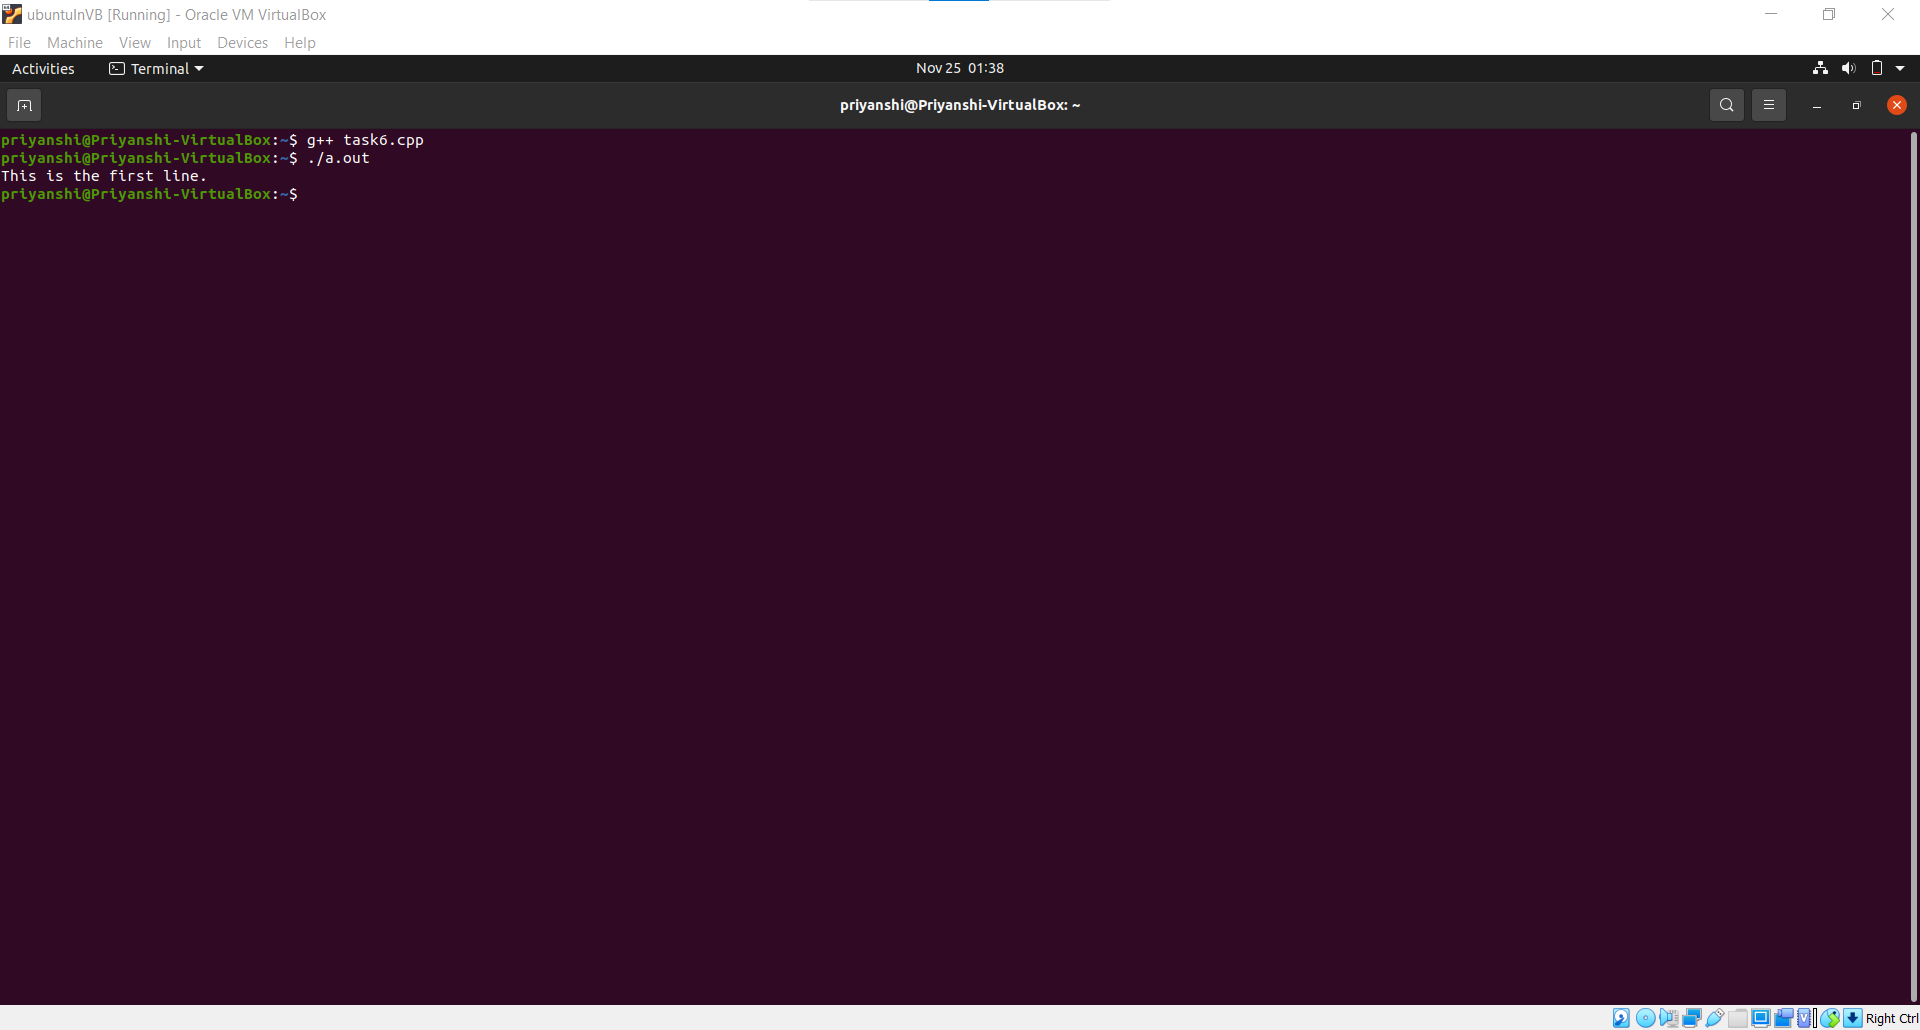 ubuntuInVB [Running] - Oracle VM VirtualBox
File Machine View Input Devices Help
Activities Terminal Nov 25 01:38
priyanshi@Priyanshi-VirtualBox: ~
priyanshi@Priyanshi-VirtualBox:~$ g++ task6.cpp
priyanshi@Priyanshi-VirtualBox:~$ ./a.out
This is the first line.
priyanshi@Priyanshi-VirtualBox:~$
Right Ctrl